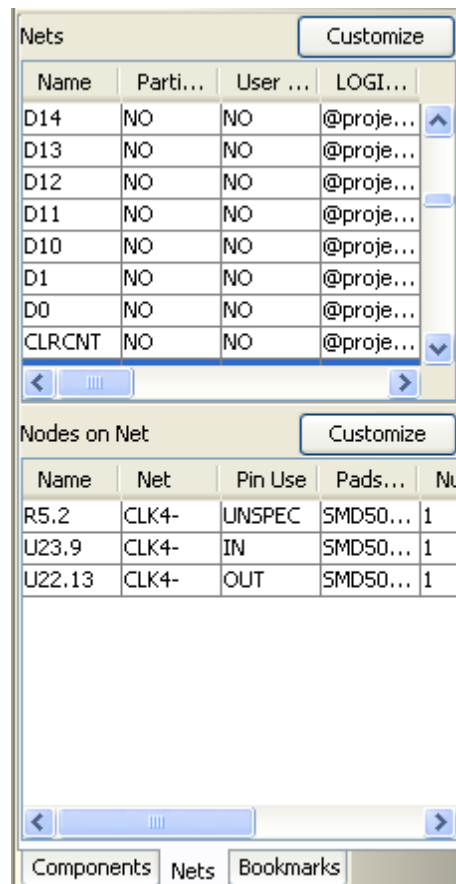 Nets Customize
Name Parti... User ... LOGI...
D14 NO NO @proje...
D13 NO NO @proje...
D12 NO NO @proje...
D11 NO NO @proje...
D10 NO NO @proje...
D1 NO NO @proje...
D0 NO NO @proje...
CLRCNT NO NO @proje...
Nodes on Net Customize
Name Net Pin Use Pads... Nu
R5.2 CLK4- UNSPEC SMD50... 1
U23.9 CLK4- IN SMD50... 1
U22.13 CLK4- OUT SMD50... 1
Components Nets Bookmarks